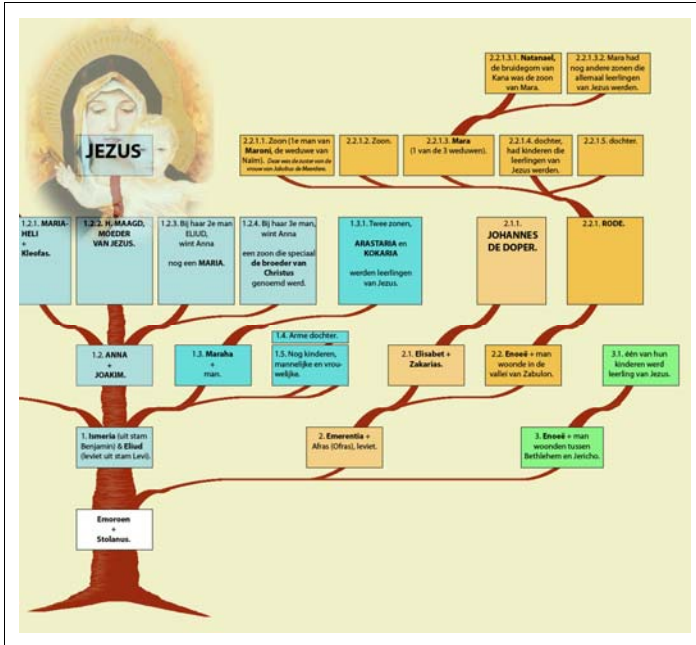 2.2.1.3.1. Natanael,
de bruidegom van
Kana was de zoon
van Mara.
2.2.1.3.2. Mara had
nog andere zonen die
allemaal leerlingen
van Jezus werden.
JEZUS
2.2.1.1. Zoon (1e man van
Maroni, de weduwe van
Naïm). Deze was de zuster van de
vrouw van Jakobus de Meerdere.
2.2.1.2. Zoon.
2.2.1.3. Mara
(1 van de 3 weduwen).
2.2.1.4. dochter,
had kinderen die
leerlingen van
Jezus werden.
2.2.1.5. dochter.
1.2.1. MARIA-
HELI
+
Kleofas.
1.2.2. H. MAAGD,
MOEDER
VAN JEZUS.
1.2.3. Bij haar 2e man
ELIUD,
wint Anna
nog een MARIA.
1.2.4. Bij haar 3e man,
wint Anna
een zoon die speciaal
de broeder van
Christus
genoemd werd.
1.3.1. Twee zonen,
ARASTARIA en
KOKARIA
werden leerlingen
van Jezus.
2.1.1.
JOHANNES
DE DOPER.
2.2.1. RODE.
1.2. ANNA
+
JOAKIM.
1.3. Maraha
+
man.
1.4. Arme dochter.
1.5. Nog kinderen,
mannelijke en vrou-
welijke.
2.1. Elisabet +
Zakarias.
2.2. Enoeë + man
woonde in de
vallei van Zabulon.
3.1. één van hun
kinderen werd
leerling van Jezus.
1. Ismeria (uit stam
Benjamin) & Eliud
(leviet uit stam Levi).
2. Emerentia +
Afras (Ofras), leviet.
3. Enoeë + man
woonden tussen
Bethlehem en Jericho.
Emoroen
+
Stolanus.